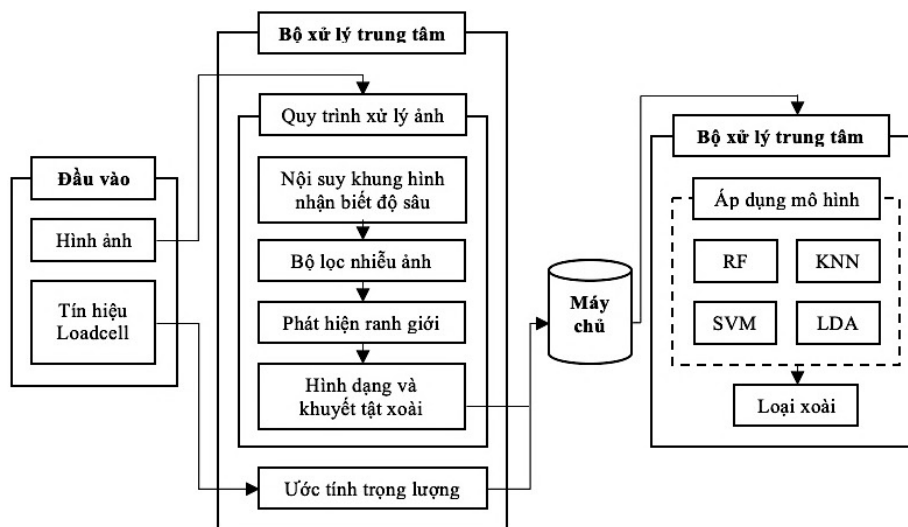 Đầu vào
Hình ảnh
Tín hiệu
Loadcell
Bộ xử lý trung tâm
Quy trình xử lý ảnh
Nội suy khung hình
nhận biết độ sâu
Bộ lọc nhiễu ảnh
Phát hiện ranh giới
Hình dạng và
khuyết tật xoài
Ước tính trọng lượng
Máy
chủ
Bộ xử lý trung tâm
Áp dụng mô hình
RF
KNN
SVM
LDA
Loại xoài